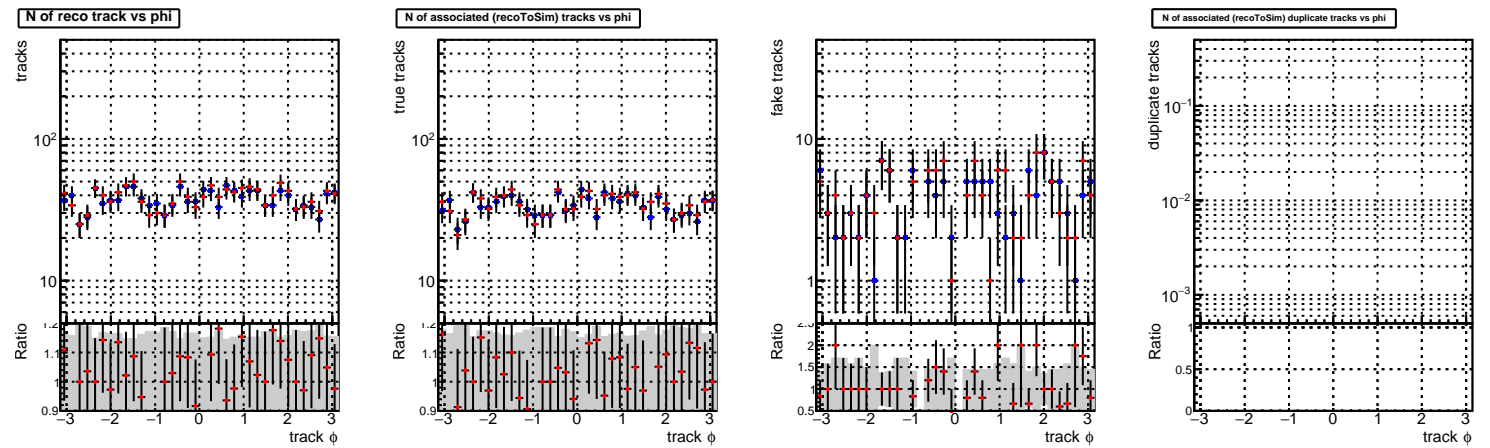 N of reco track vs phi
tracks
10²
10
Ratio
1.2
1.1
1
0.9
−3 −2 −1 0 1 2 3
track φ
N of associated (recoToSim) tracks vs phi
true tracks
10²
10
Ratio
1.2
1.1
1
0.9
−3 −2 −1 0 1 2 3
track φ
fake tracks
10
1
Ratio
2.5
2
1.5
1
0.5
−3 −2 −1 0 1 2 3
track φ
N of associated (recoToSim) duplicate tracks vs phi
duplicate tracks
10⁻¹
10⁻²
10⁻³
Ratio
1
0.5
0
−3 −2 −1 0 1 2 3
track φ